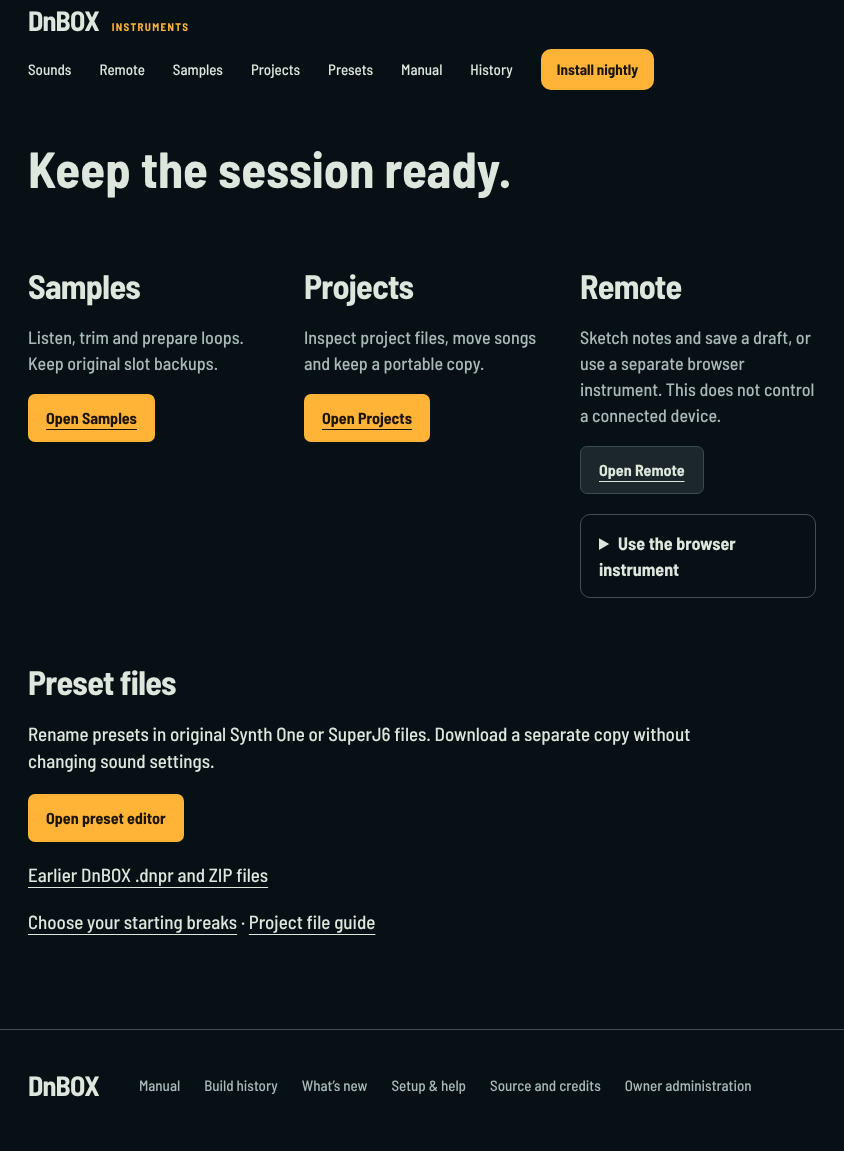 DnBOX INSTRUMENTS
Sounds Remote Samples Projects Presets Manual History Install nightly
Keep the session ready.
Samples
Listen, trim and prepare loops.
Keep original slot backups.
Open Samples
Projects
Inspect project files, move songs
and keep a portable copy.
Open Projects
Remote
Sketch notes and save a draft, or
use a separate browser
instrument. This does not control
a connected device.
Open Remote
Use the browser
instrument
Preset files
Rename presets in original Synth One or SuperJ6 files. Download a separate copy without
changing sound settings.
Open preset editor
Earlier DnBOX .dnpr and ZIP files
Choose your starting breaks · Project file guide
DnBOX Manual Build history What's new Setup & help Source and credits Owner administration